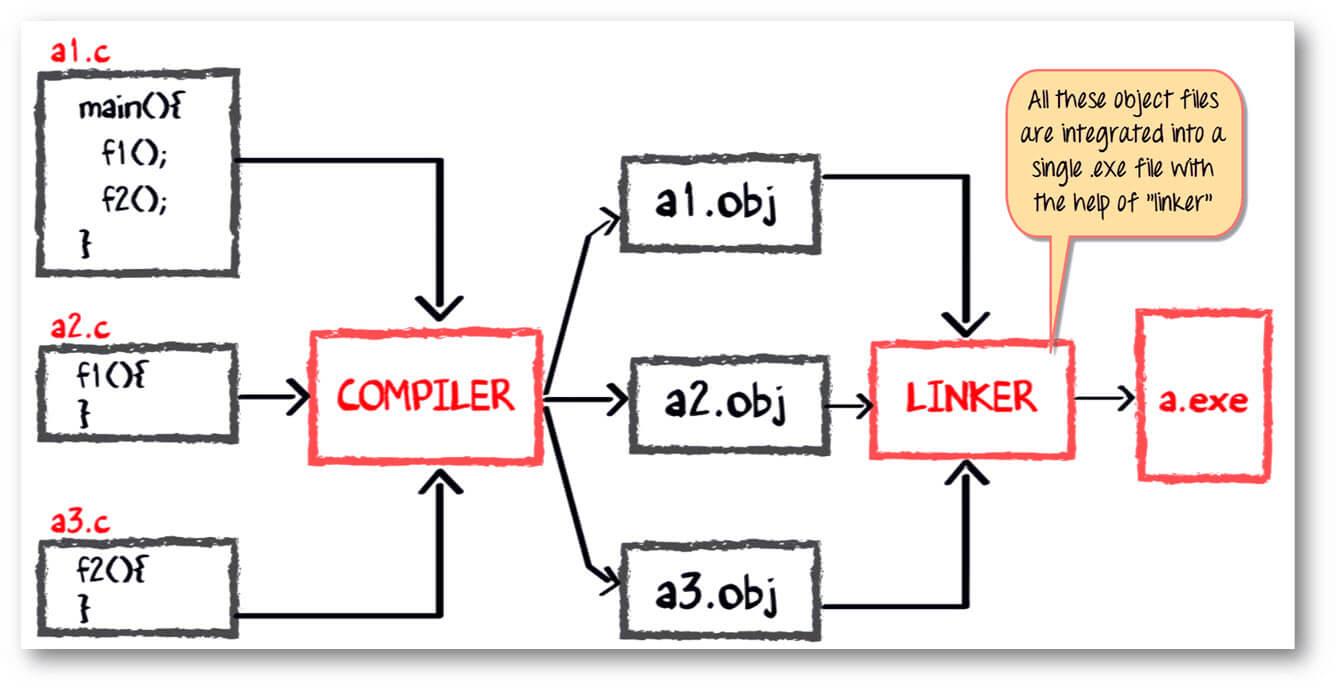 a1.c
main(){
f1();
f2();
}
a2.c
f1(){
}
a3.c
f2(){
}
COMPILER
a1.obj
a2.obj
a3.obj
All these object files
are integrated into a
single .exe file with
the help of "linker"
LINKER
a.exe